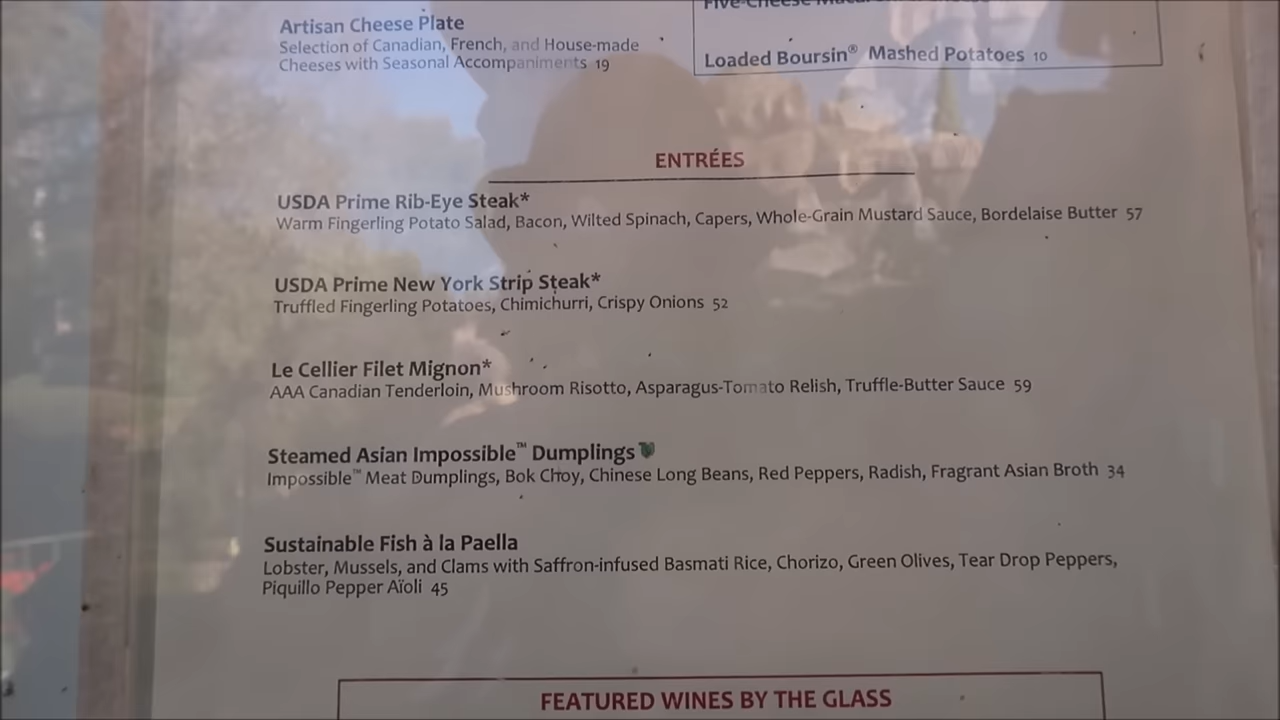 Artisan Cheese Plate
Selection of Canadian, French, and House-made
Cheeses with Seasonal Accompaniments 19
Loaded Boursin® Mashed Potatoes 10
ENTRÉES
USDA Prime Rib-Eye Steak*
Warm Fingerling Potato Salad, Bacon, Wilted Spinach, Capers, Whole-Grain Mustard Sauce, Bordelaise Butter 57
USDA Prime New York Strip Steak*
Truffled Fingerling Potatoes, Chimichurri, Crispy Onions 52
Le Cellier Filet Mignon*
AAA Canadian Tenderloin, Mushroom Risotto, Asparagus-Tomato Relish, Truffle-Butter Sauce 59
Steamed Asian Impossible™ Dumplings
Impossible™ Meat Dumplings, Bok Choy, Chinese Long Beans, Red Peppers, Radish, Fragrant Asian Broth 34
Sustainable Fish à la Paella
Lobster, Mussels, and Clams with Saffron-infused Basmati Rice, Chorizo, Green Olives, Tear Drop Peppers,
Piquillo Pepper Aïoli 45
FEATURED WINES BY THE GLASS